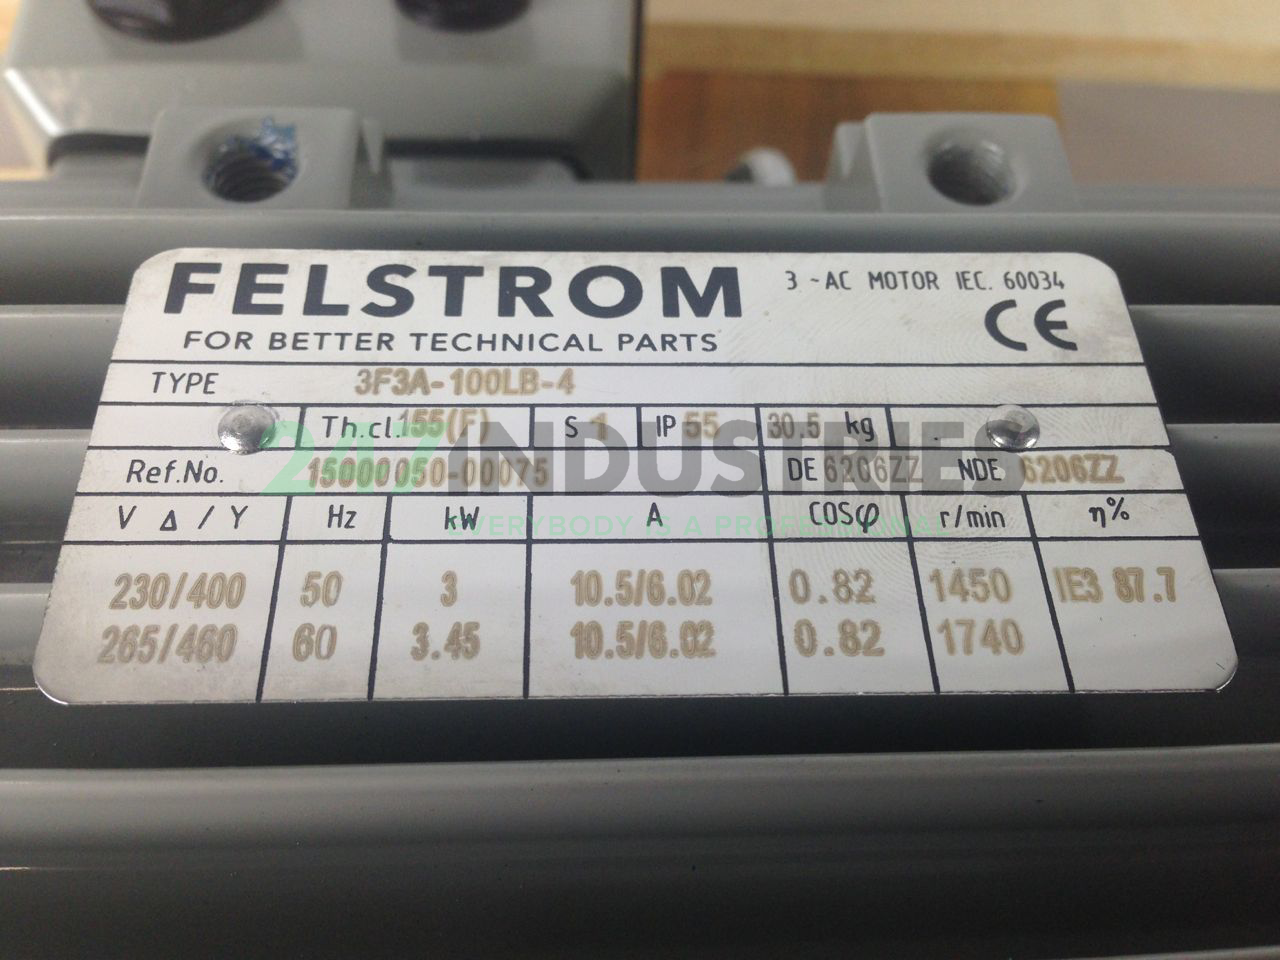 FELSTROM
3 ~AC MOTOR IEC. 60034
FOR BETTER TECHNICAL PARTS
CE
TYPE 3F3A-100LB-4
Th.cl.155(F) S 1 IP 55 30.5 kg
Ref.No. 15000050-00075 DE 6206ZZ NDE 6206ZZ
247 INDUSTRIES
EVERYBODY IS A PROFESSIONAL
V Δ / Y Hz kW A COSφ r/min η%
230/400 50 3 10.5/6.02 0.82 1450 IE3 87.7
265/460 60 3.45 10.5/6.02 0.82 1740